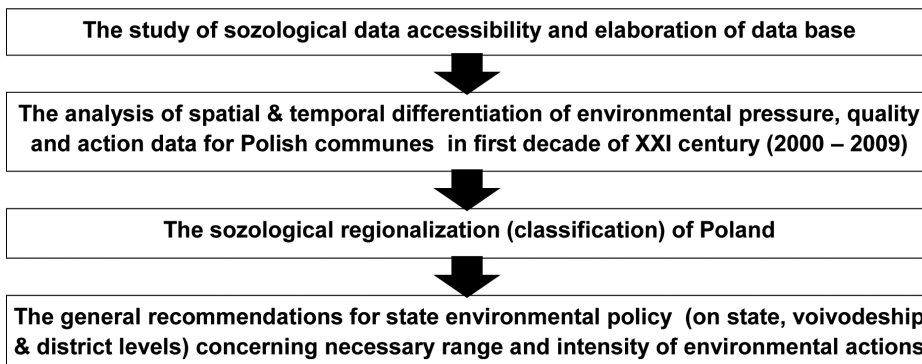 The study of sozological data accessibility and elaboration of data base
The analysis of spatial & temporal differentiation of environmental pressure, quality
and action data for Polish communes in first decade of XXI century (2000 – 2009)
The sozological regionalization (classification) of Poland
The general recommendations for state environmental policy (on state, voivodeship
& district levels) concerning necessary range and intensity of environmental actions